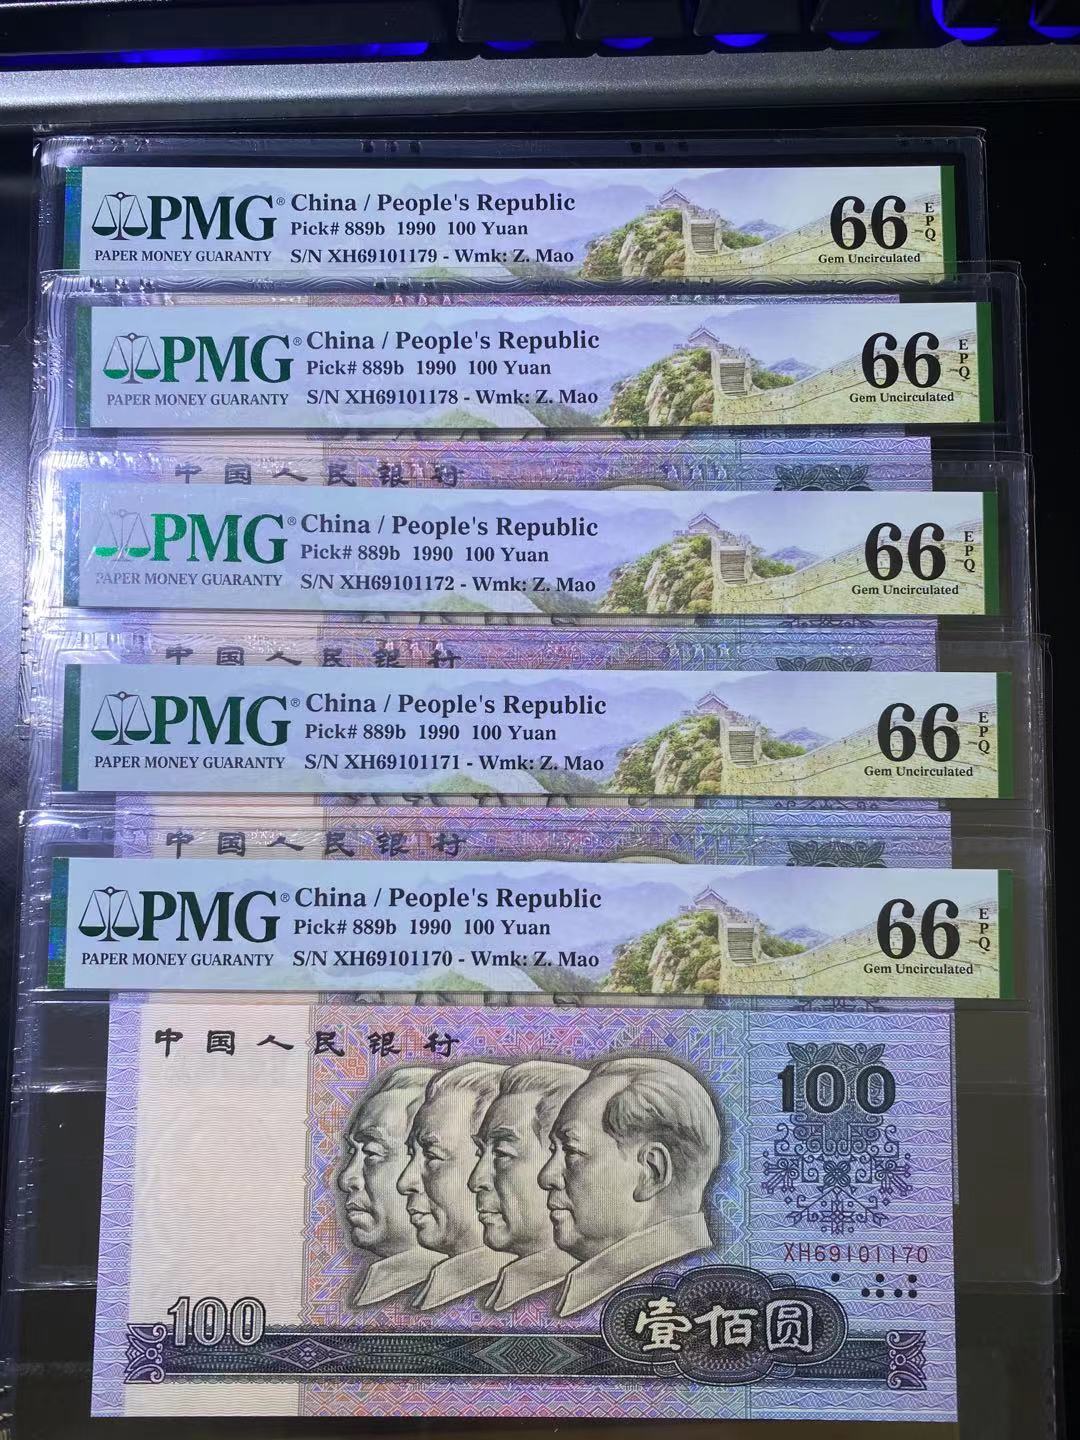 PMG®
PAPER MONEY GUARANTY
China / People's Republic
Pick# 889b 1990 100 Yuan
S/N XH69101179 - Wmk: Z. Mao
66
EPQ
Gem Uncirculated
PMG®
PAPER MONEY GUARANTY
China / People's Republic
Pick# 889b 1990 100 Yuan
S/N XH69101178 - Wmk: Z. Mao
66
EPQ
Gem Uncirculated
中国人民银行
PMG®
PAPER MONEY GUARANTY
China / People's Republic
Pick# 889b 1990 100 Yuan
S/N XH69101172 - Wmk: Z. Mao
66
EPQ
Gem Uncirculated
中国人民银行
PMG®
PAPER MONEY GUARANTY
China / People's Republic
Pick# 889b 1990 100 Yuan
S/N XH69101171 - Wmk: Z. Mao
66
EPQ
Gem Uncirculated
中国人民银行
PMG®
PAPER MONEY GUARANTY
China / People's Republic
Pick# 889b 1990 100 Yuan
S/N XH69101170 - Wmk: Z. Mao
66
EPQ
Gem Uncirculated
中国人民银行
100
XH69101170
100
壹佰圆